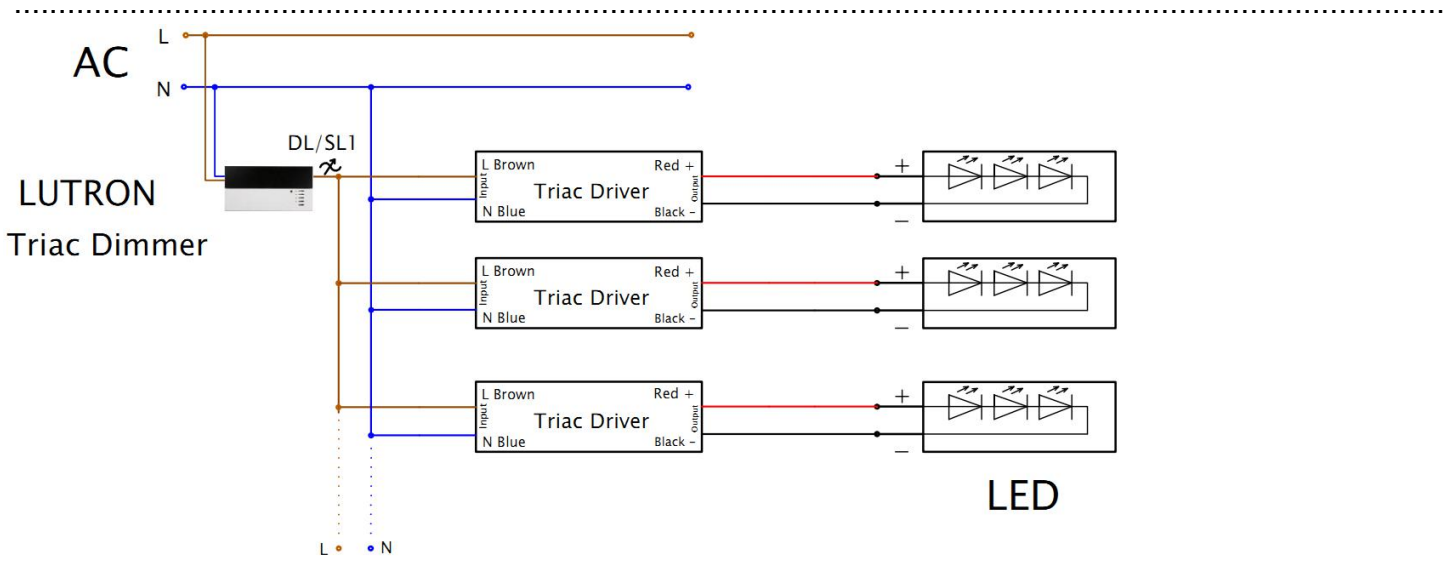 L
AC
N
DL/SL1
LUTRON
Triac Dimmer
L Brown
Red +
Input
Triac Driver
Output
N Blue
Black -
+
-
L Brown
Red +
Input
Triac Driver
Output
N Blue
Black -
+
-
L Brown
Red +
Input
Triac Driver
Output
N Blue
Black -
+
-
LED
L
N